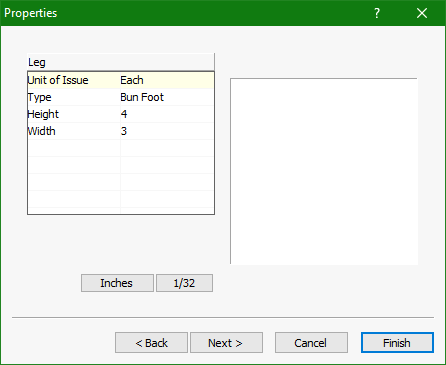 Properties
?
Leg
Unit of Issue Each
Type Bun Foot
Height 4
Width 3
Inches 1/32
< Back Next > Cancel Finish